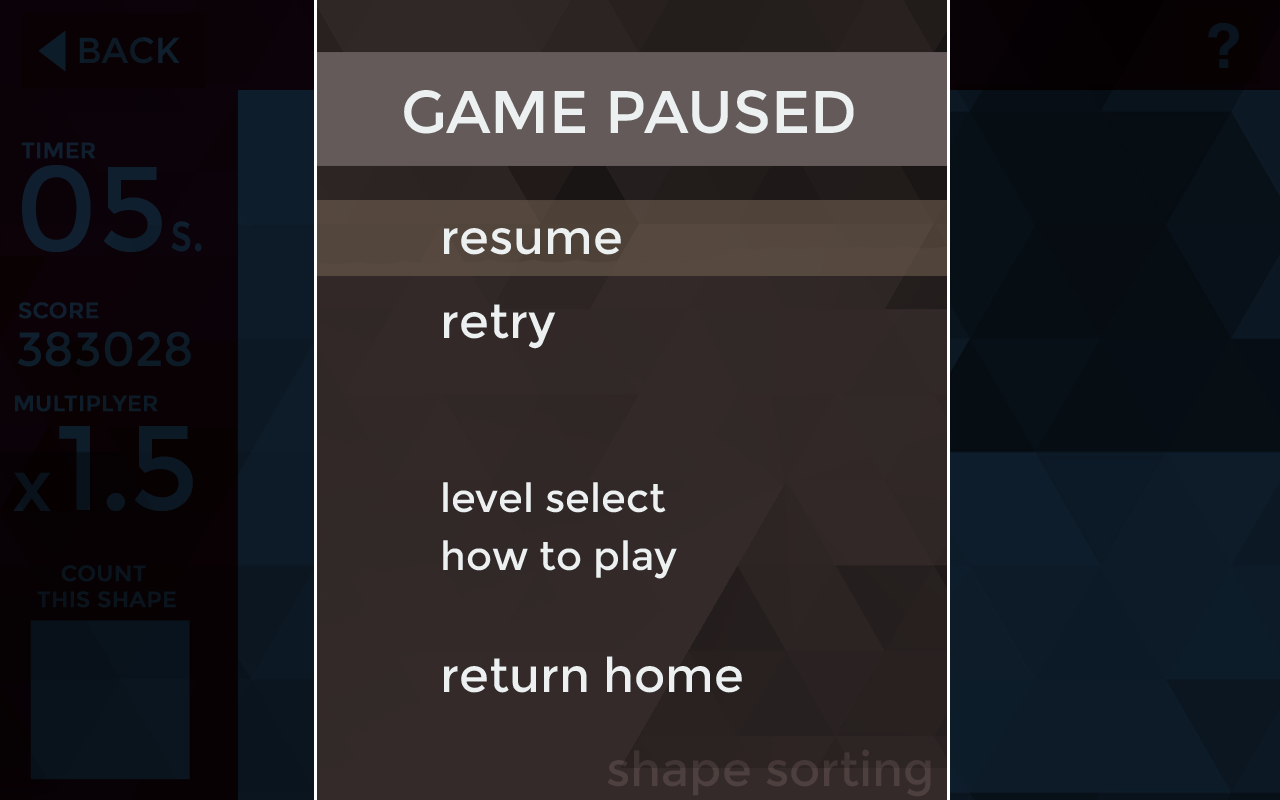 BACK
?
TIMER
05 s.
SCORE
383028
MULTIPLYER
x1.5
COUNT
THIS SHAPE
GAME PAUSED
resume
retry
level select
how to play
return home
shape sorting